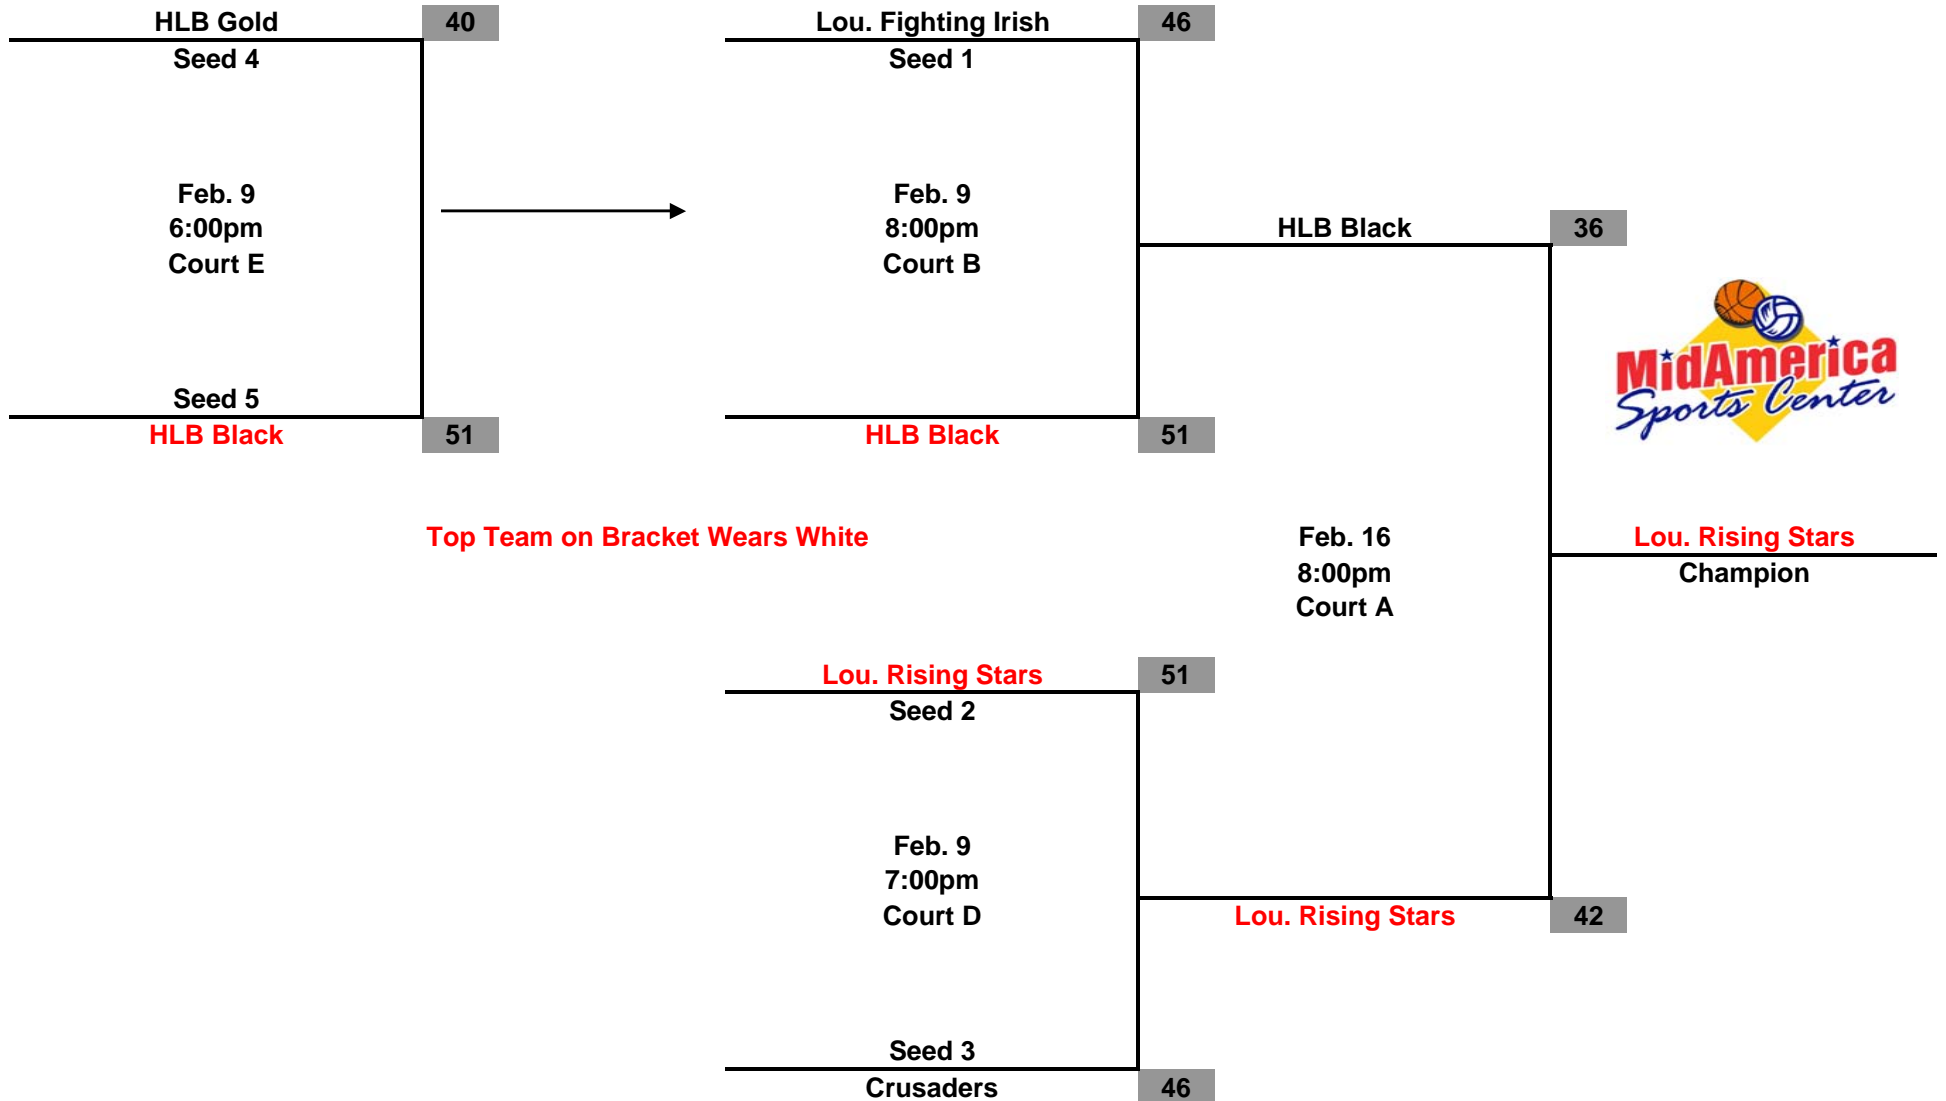 HLB Gold 40
Seed 4
Feb. 9
6:00pm
Court E
Seed 5
HLB Black 51
Lou. Fighting Irish 46
Seed 1
Feb. 9
8:00pm
Court B
HLB Black 51
HLB Black 36
MidAmerica
Sports Center
Top Team on Bracket Wears White
Feb. 16
8:00pm
Court A
Lou. Rising Stars
Champion
Lou. Rising Stars 51
Seed 2
Feb. 9
7:00pm
Court D
Lou. Rising Stars 42
Seed 3
Crusaders 46